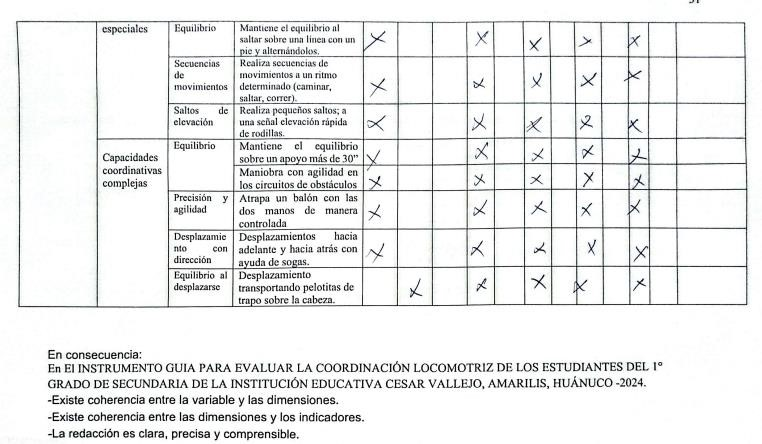 especiales
Equilibrio
Mantiene el equilibrio al
saltar sobre una línea con un
pie y alternándolos.
Secuencias
de
movimientos
Realiza secuencias de
movimientos a un ritmo
determinado (caminar,
saltar, correr).
Saltos de
elevación
Realiza pequeños saltos; a
una señal elevación rápida
de rodillas.
Capacidades
coordinativas
complejas
Equilibrio
Mantiene el equilibrio
sobre un apoyo más de 30”
Maniobra con agilidad en
los circuitos de obstáculos
Precisión y
agilidad
Atrapa un balón con las
dos manos de manera
controlada
Desplazamie
nto con
dirección
Desplazamientos hacia
adelante y hacia atrás con
ayuda de sogas.
Equilibrio al
desplazarse
Desplazamiento
transportando pelotitas de
trapo sobre la cabeza.
En consecuencia:
En El INSTRUMENTO GUIA PARA EVALUAR LA COORDINACIÓN LOCOMOTRIZ DE LOS ESTUDIANTES DEL 1°
GRADO DE SECUNDARIA DE LA INSTITUCIÓN EDUCATIVA CESAR VALLEJO, AMARILIS, HUÁNUCO -2024.
-Existe coherencia entre la variable y las dimensiones.
-Existe coherencia entre las dimensiones y los indicadores.
-La redacción es clara, precisa y comprensible.